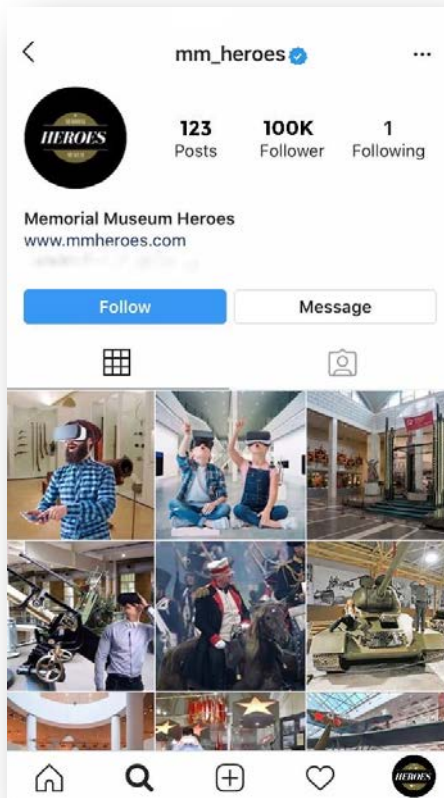 mm_heroes
HEROES
123 100K 1
Posts Follower Following
Memorial Museum Heroes
www.mmheroes.com
Follow Message
HEROES